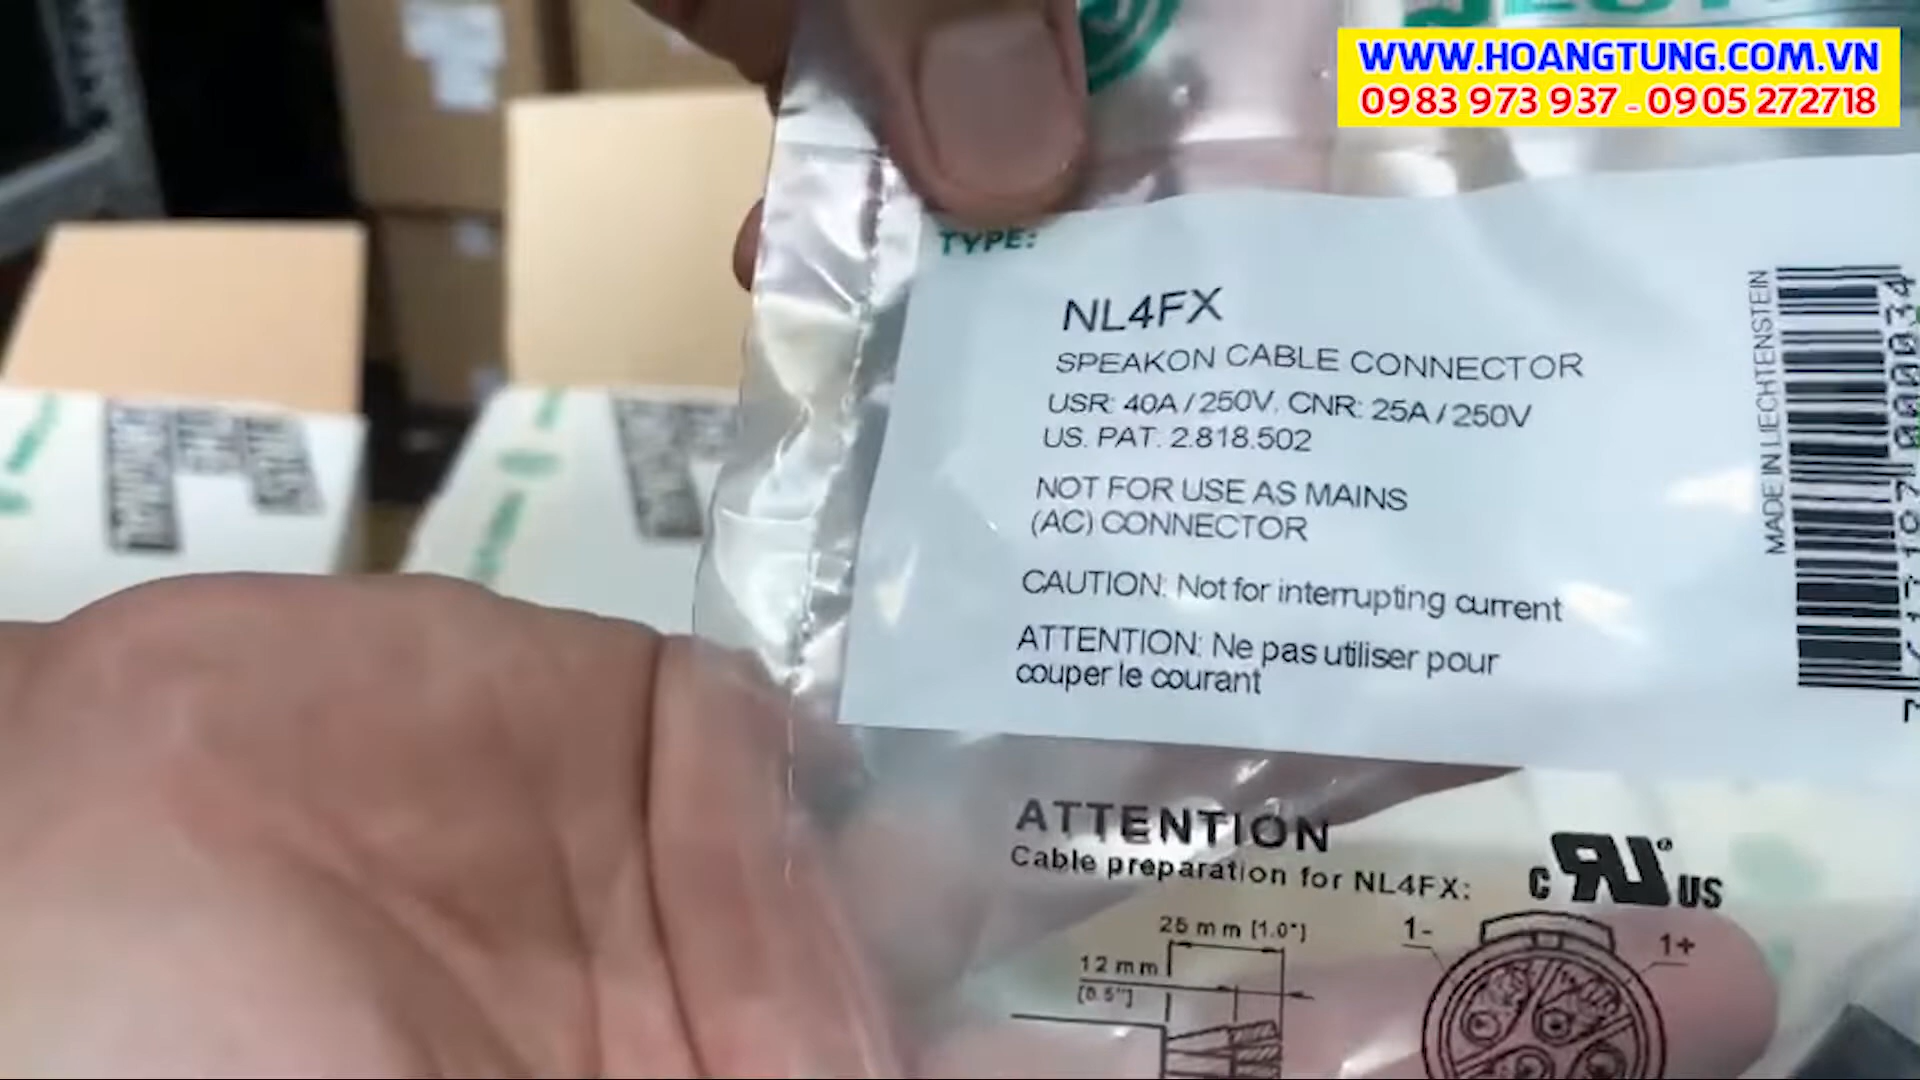 WWW.HOANGTUNG.COM.VN
0983 973 937 - 0905 272718
TYPE:
NL4FX
SPEAKON CABLE CONNECTOR
USR: 40A / 250V, CNR: 25A / 250V
US. PAT. 2.818.502
NOT FOR USE AS MAINS
(AC) CONNECTOR
CAUTION: Not for interrupting current
ATTENTION: Ne pas utiliser pour
couper le courant
MADE IN LIECHTENSTEIN
ATTENTION
Cable preparation for NL4FX:
C US
25 mm [1.0"]
12 mm
[0.5"]
1-
1+